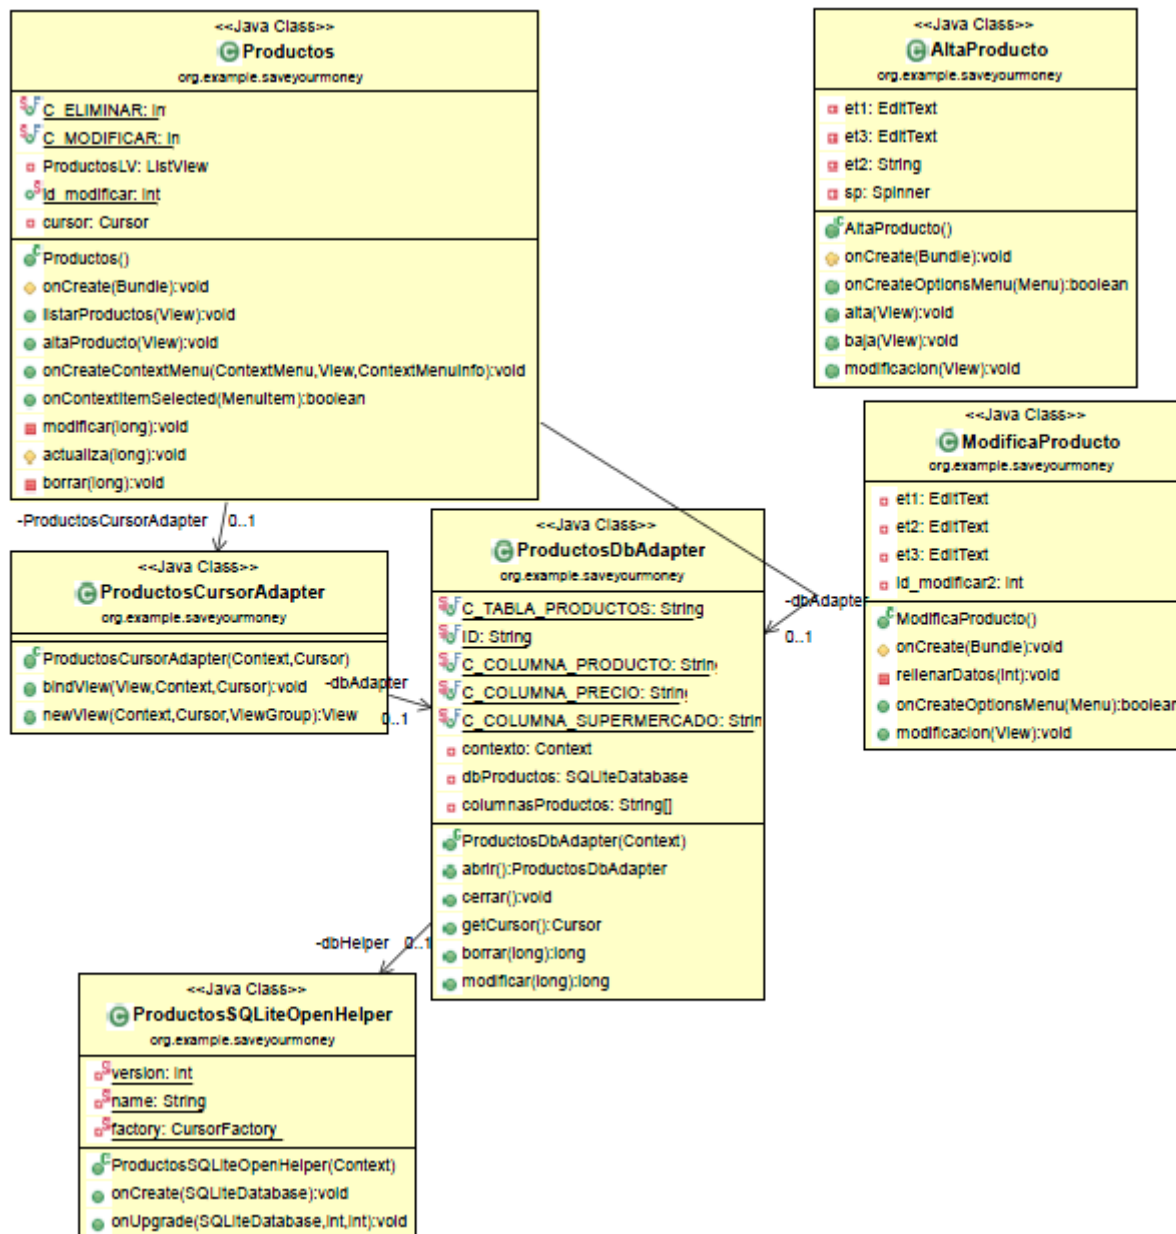 <<Java Class>>
Productos
org.example.saveyourmoney
C_ELIMINAR: int
C_MODIFICAR: int
ProductosLV: ListView
id_modificar: int
cursor: Cursor
Productos()
onCreate(Bundle):void
listarProductos(View):void
altaProducto(View):void
onCreateContextMenu(ContextMenu,View,ContextMenuInfo):void
onContextItemSelected(MenuItem):boolean
modificar(long):void
actualiza(long):void
borrar(long):void
<<Java Class>>
AltaProducto
org.example.saveyourmoney
et1: EditText
et3: EditText
et2: String
sp: Spinner
AltaProducto()
onCreate(Bundle):void
onCreateOptionsMenu(Menu):boolean
alta(View):void
baja(View):void
modificacion(View):void
<<Java Class>>
ModificaProducto
org.example.saveyourmoney
et1: EditText
et2: EditText
et3: EditText
id_modificar2: int
ModificaProducto()
onCreate(Bundle):void
rellenarDatos(int):void
onCreateOptionsMenu(Menu):boolean
modificacion(View):void
-ProductosCursorAdapter 0..1
<<Java Class>>
ProductosCursorAdapter
org.example.saveyourmoney
ProductosCursorAdapter(Context,Cursor)
bindView(View,Context,Cursor):void
newView(Context,Cursor,ViewGroup):View
-dbAdapter
0..1
-dbAdapter
0..1
<<Java Class>>
ProductosDbAdapter
org.example.saveyourmoney
C_TABLA_PRODUCTOS: String
ID: String
C_COLUMNA_PRODUCTO: String
C_COLUMNA_PRECIO: String
C_COLUMNA_SUPERMERCADO: Strin
contexto: Context
dbProductos: SQLiteDatabase
columnasProductos: String[]
ProductosDbAdapter(Context)
abrir():ProductosDbAdapter
cerrar():void
getCursor():Cursor
borrar(long):long
modificar(long):long
-dbHelper 0..1
<<Java Class>>
ProductosSQLiteOpenHelper
org.example.saveyourmoney
version: int
name: String
factory: CursorFactory
ProductosSQLiteOpenHelper(Context)
onCreate(SQLiteDatabase):void
onUpgrade(SQLiteDatabase,int,int):void